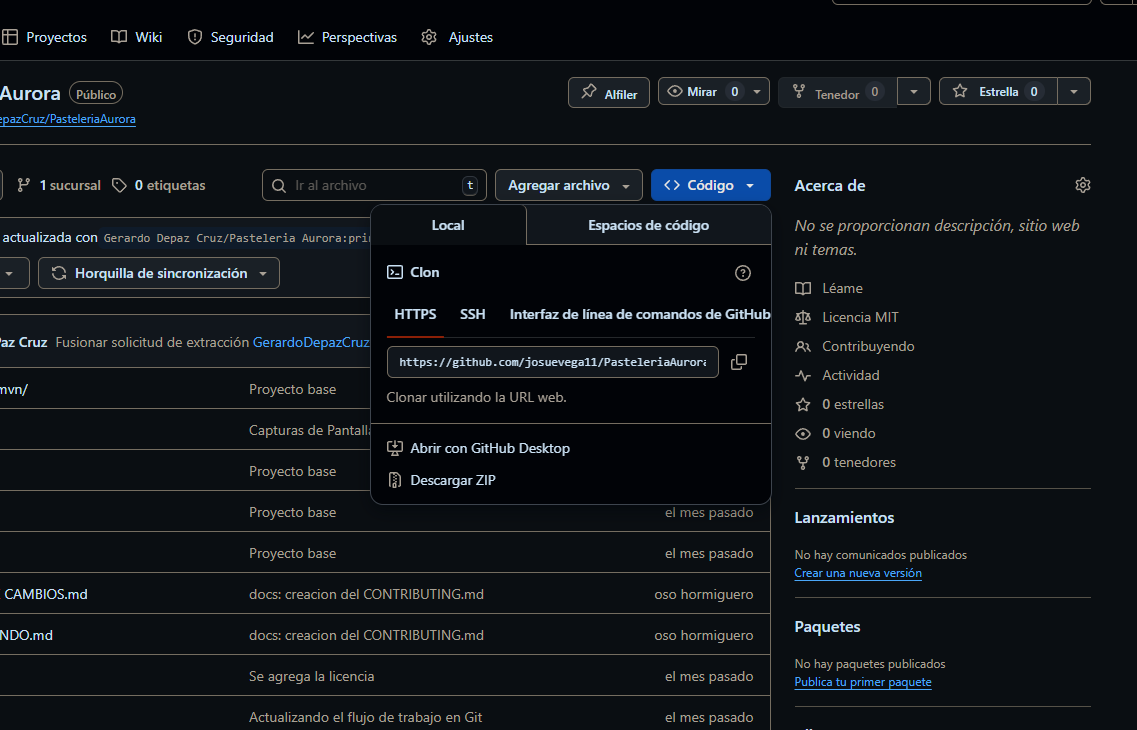 Proyectos Wiki Seguridad Perspectivas Ajustes
Aurora Público Alfiler Mirar 0 Tenedor 0 Estrella 0
epazCruz/PasteleriaAurora
1 sucursal 0 etiquetas Ir al archivo t Agregar archivo Código
Acerca de
No se proporcionan descripción, sitio web
ni temas.
Léame
Licencia MIT
Contribuyendo
Actividad
0 estrellas
0 viendo
0 tenedores
Lanzamientos
No hay comunicados publicados
Crear una nueva versión
Paquetes
No hay paquetes publicados
Publica tu primer paquete
Local Espacios de código
Clon
HTTPS SSH Interfaz de línea de comandos de GitHub
https://github.com/josuevega11/PasteleriaAurora
Clonar utilizando la URL web.
Abrir con GitHub Desktop
Descargar ZIP
actualizada con Gerardo Depaz Cruz/Pasteleria Aurora:prin
Horquilla de sincronización
az Cruz Fusionar solicitud de extracción GerardoDepazCruz
mvn/ Proyecto base
Capturas de Pantalla
Proyecto base
Proyecto base el mes pasado
Proyecto base el mes pasado
CAMBIOS.md docs: creacion del CONTRIBUTING.md oso hormiguero
NDO.md docs: creacion del CONTRIBUTING.md oso hormiguero
Se agrega la licencia el mes pasado
Actualizando el flujo de trabajo en Git el mes pasado